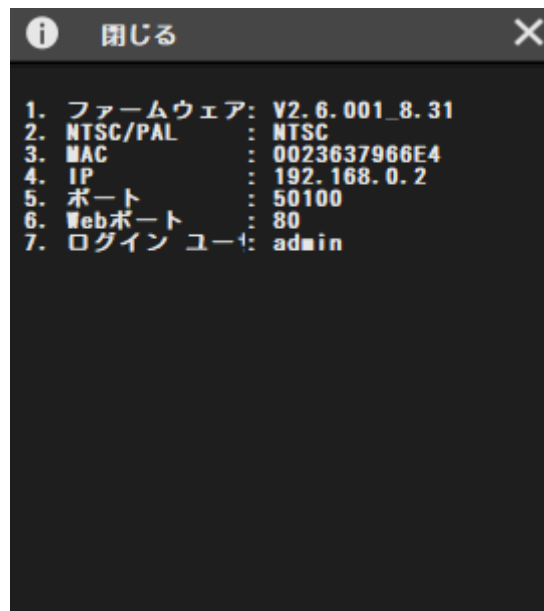 閉じる
1. ファームウェア: V2.6.001_8.31
2. NTSC/PAL : NTSC
3. MAC : 0023637966E4
4. IP : 192.168.0.2
5. ポート : 50100
6. Webポート : 80
7. ログイン ユー : admin